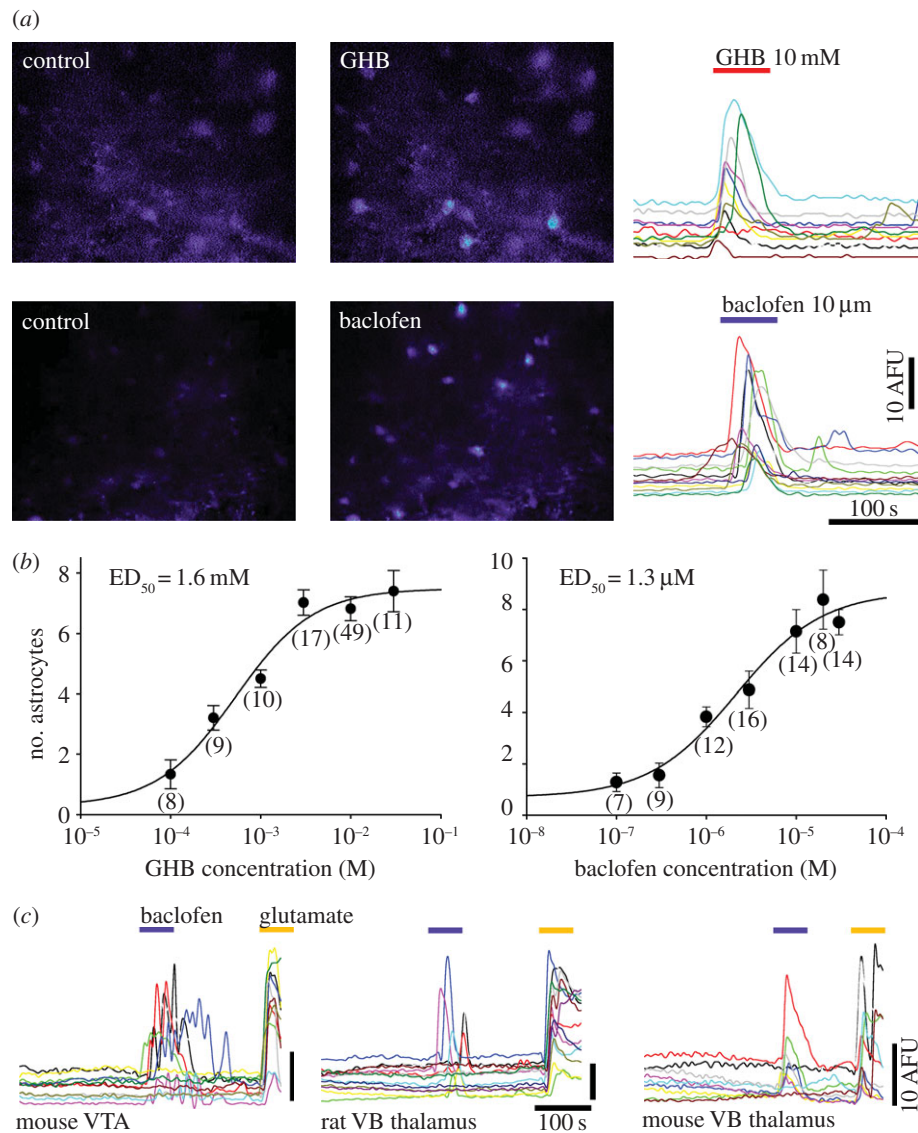 (a)
control
GHB
GHB 10 mM
control
baclofen
baclofen 10 µm
10 AFU
100 s
(b)
ED50 = 1.6 mM
8
6
4
2
0
no. astrocytes
(8)
(9)
(10)
(17)
(49)
(11)
10⁻⁵ 10⁻⁴ 10⁻³ 10⁻² 10⁻¹
GHB concentration (M)
ED50 = 1.3 µM
10
8
6
4
2
0
(7)
(9)
(12)
(16)
(14)
(8)
(14)
10⁻⁸ 10⁻⁷ 10⁻⁶ 10⁻⁵ 10⁻⁴
baclofen concentration (M)
(c)
baclofen
glutamate
mouse VTA
rat VB thalamus
100 s
mouse VB thalamus
10 AFU